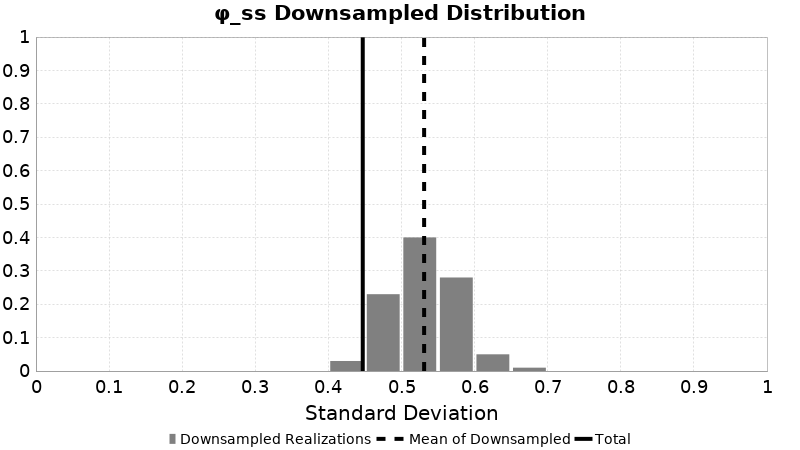 φ_ss Downsampled Distribution
1
0.9
0.8
0.7
0.6
0.5
0.4
0.3
0.2
0.1
0
0 0.1 0.2 0.3 0.4 0.5 0.6 0.7 0.8 0.9 1
Standard Deviation
Downsampled Realizations Mean of Downsampled Total